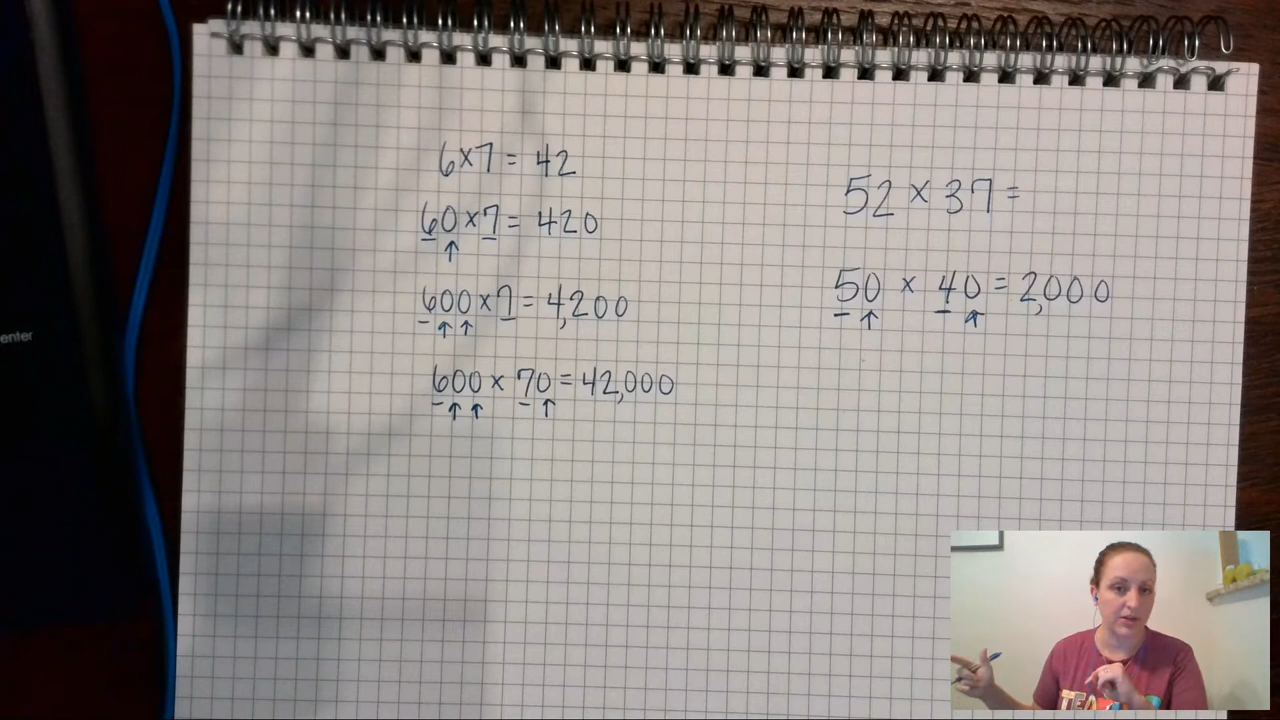 6×7 = 42
60×7 = 420
600×7 = 4,200
600 × 70 = 42,000
52 × 37 =
50 × 40 = 2,000
enter